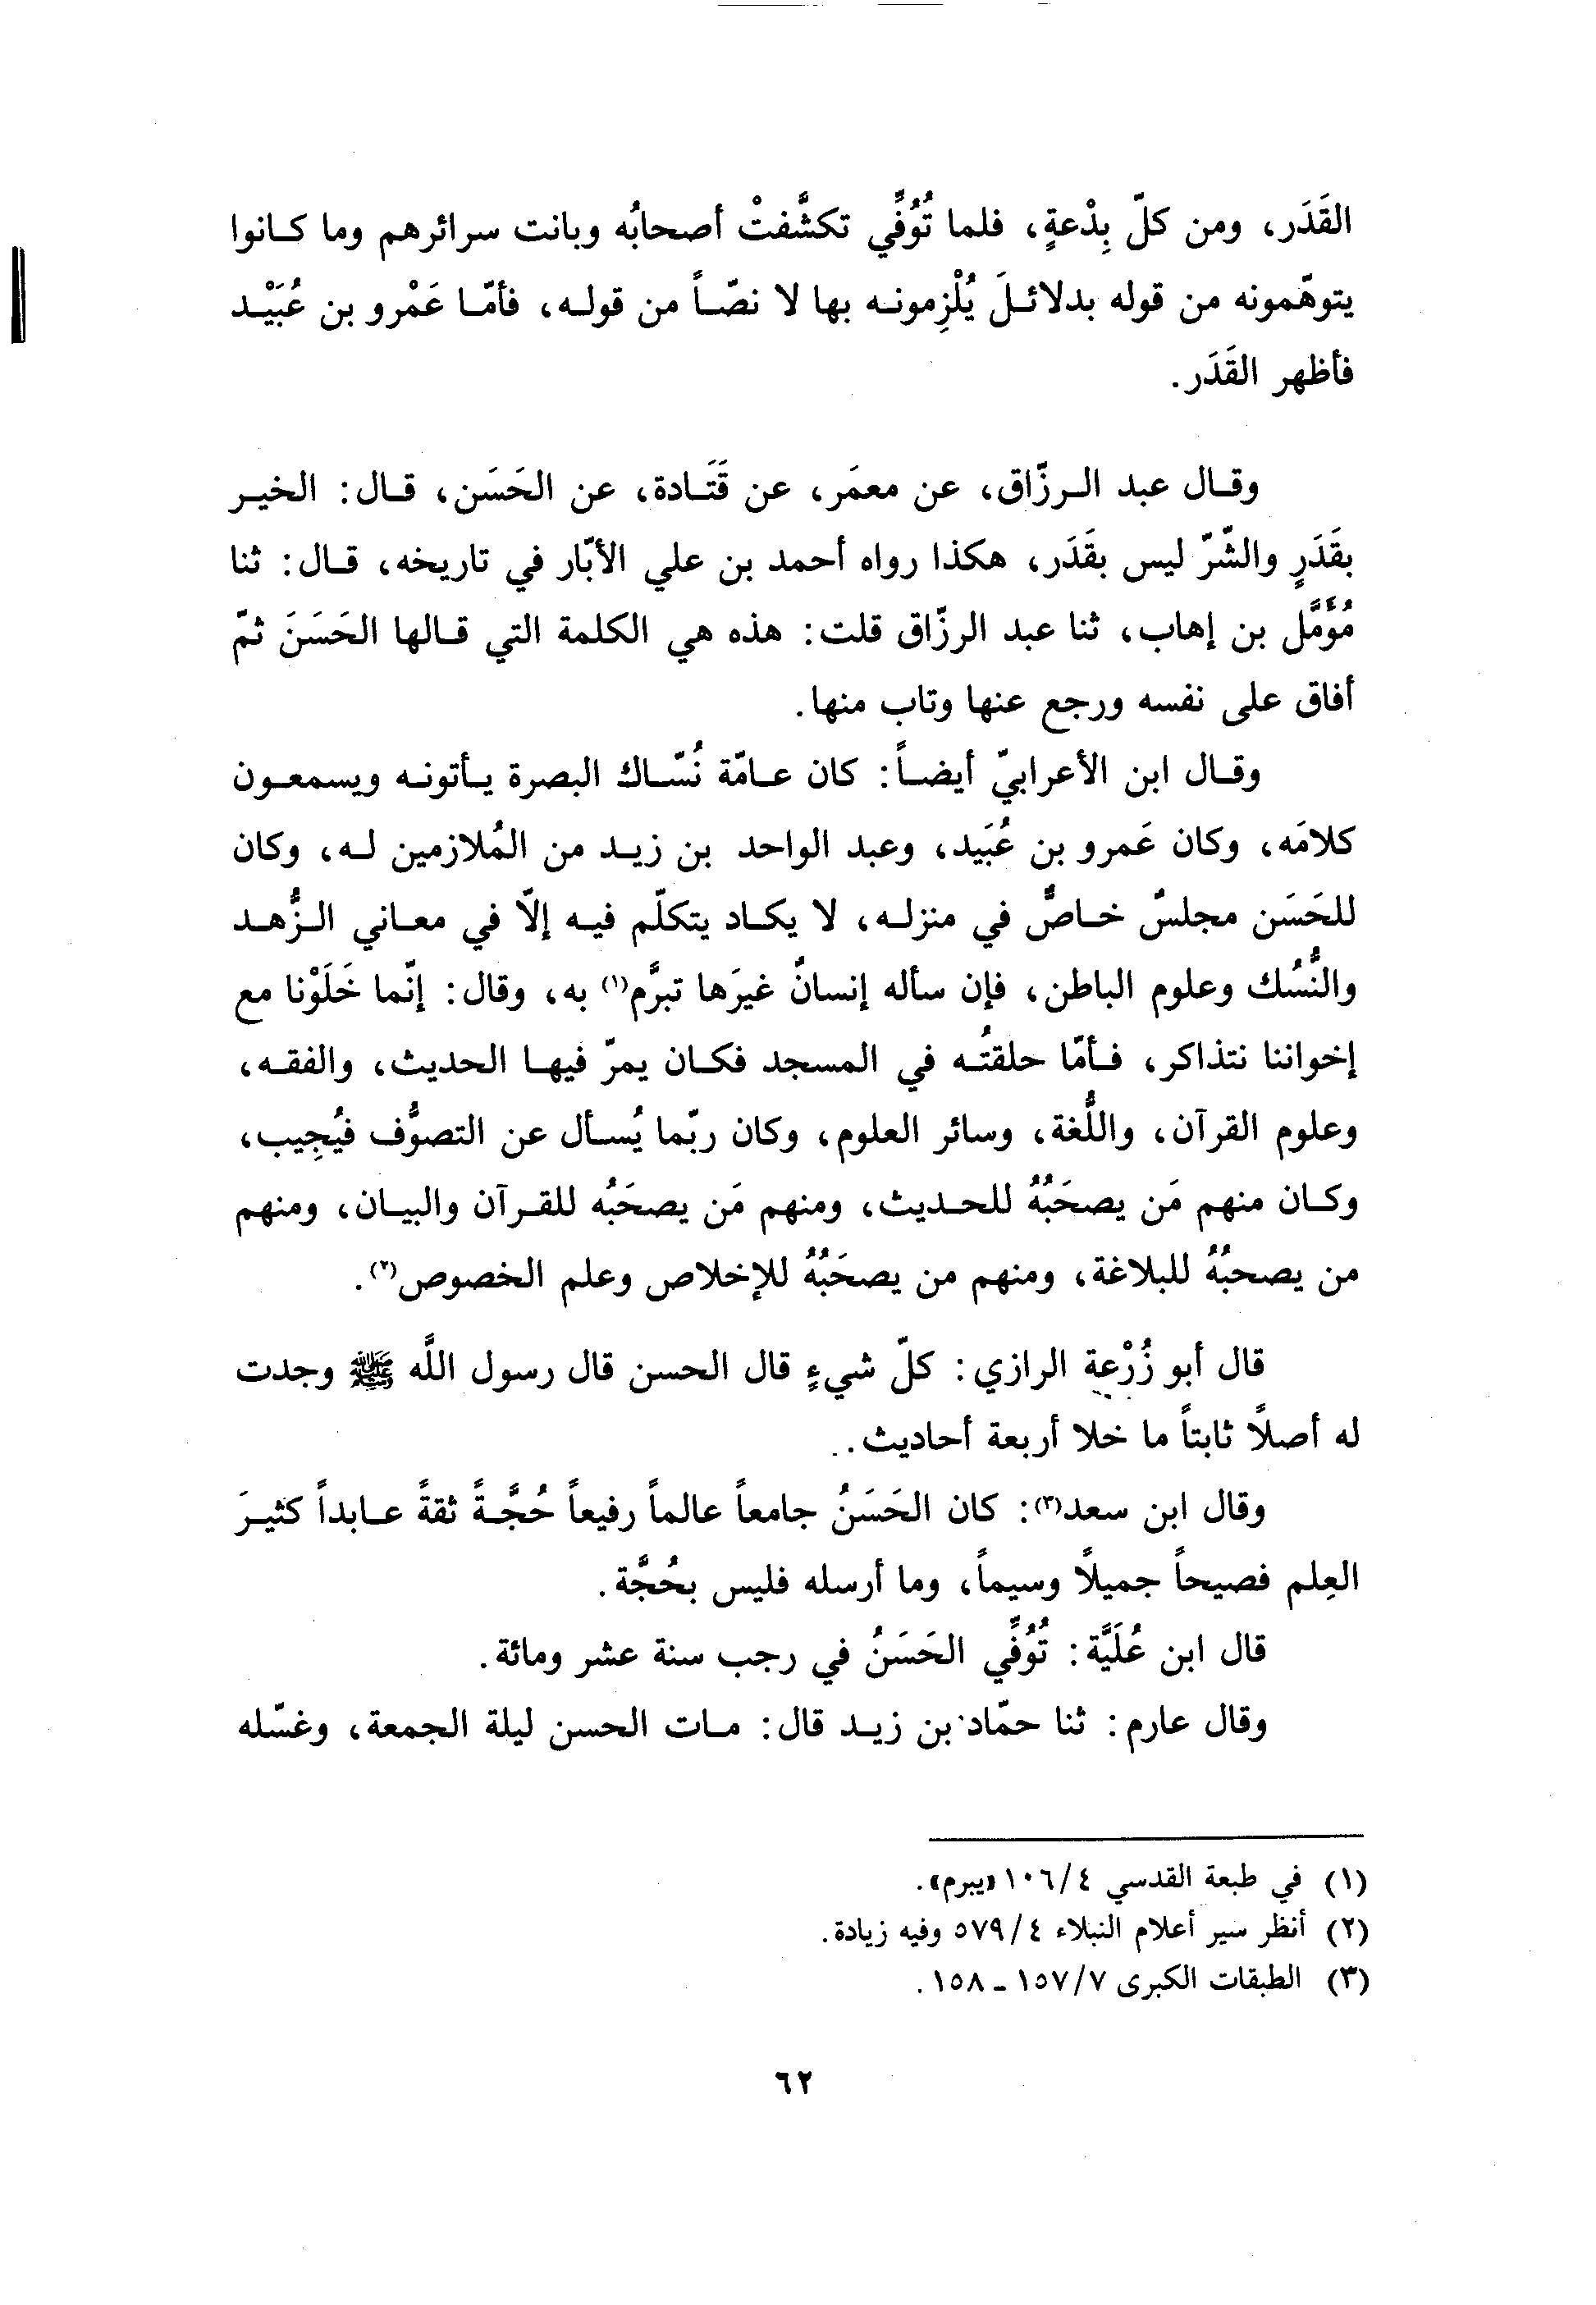 القَدَر، ومن كلّ بِدْعةٍ، فلما تُوُفِّي تكشَّفتْ أصحابُه وبانت سرائرهم وما كانوا
يتوهّمونه من قوله بدلائلَ يُلْزِمونه بها لا نصّاً من قوله، فأمّا عَمْرو بن عُبَيْد
فأظهر القَدَر.
وقال عبد الرزّاق، عن معمَر، عن قَتَادة، عن الحَسَن، قال: الخير
بقَدَرٍ والشّرّ ليس بقَدَر، هكذا رواه أحمد بن علي الأبّار في تاريخه، قال: ثنا
مُؤَمَّل بن إهاب، ثنا عبد الرزّاق قلت: هذه هي الكلمة التي قالها الحَسَنَ ثمّ
أفاق على نفسه ورجع عنها وتاب منها.
وقال ابن الأعرابيّ أيضاً: كان عامّة نُسّاك البصرة يأتونه ويسمعون
كلامَه، وكان عَمرو بن عُبَيد، وعبد الواحد بن زيد من المُلازمين له، وكان
للحَسَن مجلسٌ خاصٌّ في منزله، لا يكاد يتكلّم فيه إلّا في معاني الزُّهد
والنُّسُك وعلوم الباطن، فإن سأله إنسانٌ غيرَها تبرَّم(١) به، وقال: إنّما خَلَوْنا مع
إخواننا نتذاكر، فأمّا حلقتُه في المسجد فكان يمرّ فيها الحديث، والفقه،
وعلوم القرآن، واللُّغة، وسائر العلوم، وكان ربّما يُسأل عن التصوُّف فيُجِيب،
وكان منهم مَن يصحَبُهُ للحديث، ومنهم مَن يصحَبُه للقرآن والبيان، ومنهم
من يصحبُهُ للبلاغة، ومنهم من يصحَبُهُ للإخلاص وعلم الخصوص(٢).
قال أبو زُرْعة الرازي: كلّ شيءٍ قال الحسن قال رسول اللَّه ﷺ وجدت
له أصلاً ثابتاً ما خلا أربعة أحاديث..
وقال ابن سعد(٣): كان الحَسَنُ جامعاً عالماً رفيعاً حُجَّةً ثقةً عابداً كثيرَ
العِلم فصيحاً جميلاً وسيماً، وما أرسله فليس بحُجَّة.
قال ابن عُلَيَّة: تُوُفِّي الحَسَنُ في رجب سنة عشر ومائة.
وقال عارم: ثنا حمّاد بن زيد قال: مات الحسن ليلة الجمعة، وغسّله
(١) في طبعة القدسي ١٠٦/٤ «يبرم».
(٢) أنظر سير أعلام النبلاء ٥٧٩/٤ وفيه زيادة.
(٣) الطبقات الكبرى ١٥٧/٧ ـ ١٥٨.
٦٢